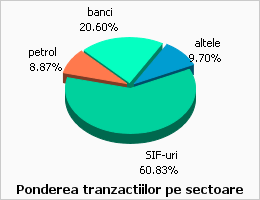 banci
20.60%
petrol
8.87%
altele
9.70%
SIF-uri
60.83%
Ponderea tranzactiilor pe sectoare